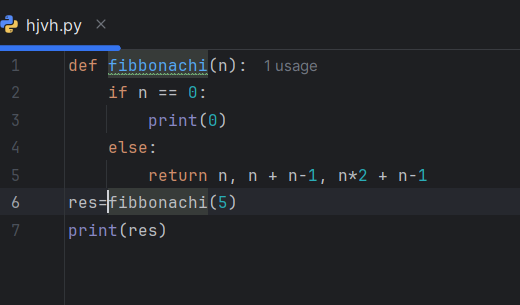 hjvh.py ×
1 def fibbonachi(n): 1 usage
2 if n == 0:
3 print(0)
4 else:
5 return n, n + n-1, n*2 + n-1
6 res=fibbonachi(5)
7 print(res)